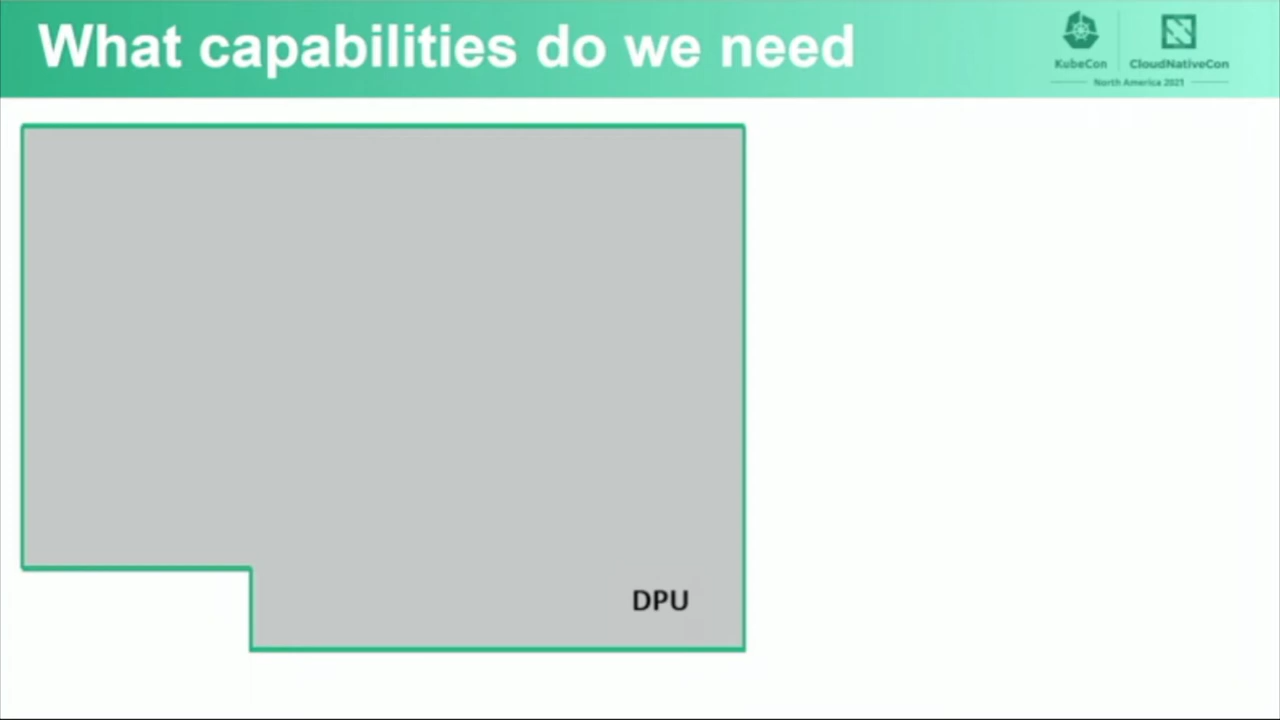 What capabilities do we need
KubeCon
CloudNativeCon
North America 2021
DPU